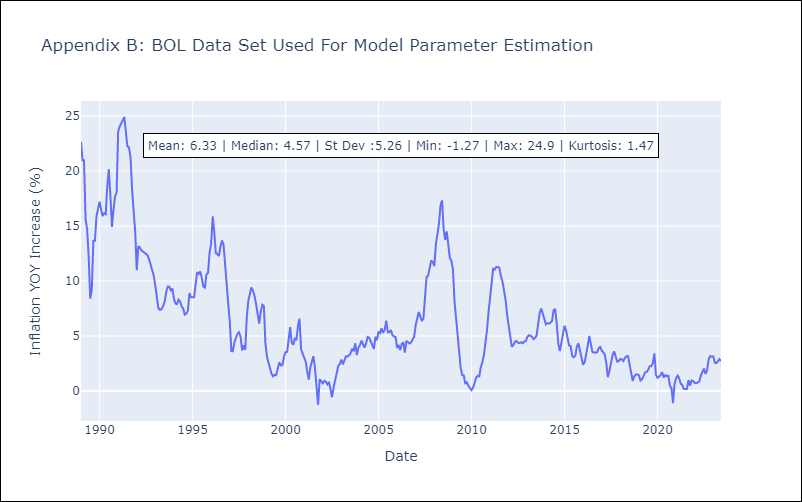 Appendix B: BOL Data Set Used For Model Parameter Estimation
25
Mean: 6.33 | Median: 4.57 | St Dev :5.26 | Min: -1.27 | Max: 24.9 | Kurtosis: 1.47
20
15
10
5
0
Inflation YOY Increase (%)
1990 1995 2000 2005 2010 2015 2020
Date